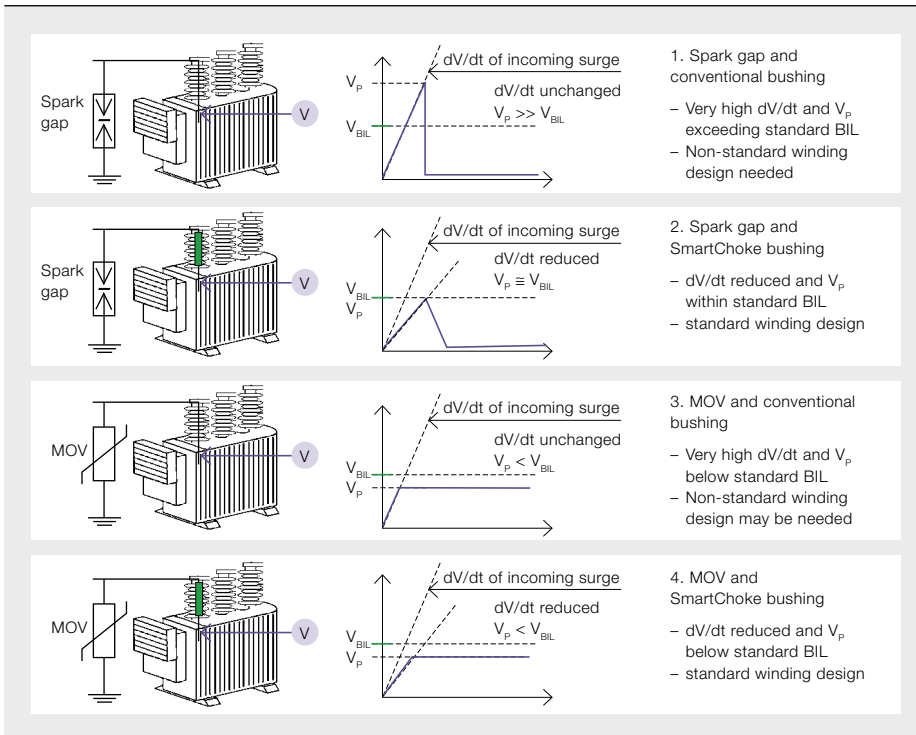 Spark
gap
V
V_P
V_BIL
dV/dt of incoming surge
dV/dt unchanged
V_P >> V_BIL
1. Spark gap and
conventional bushing
– Very high dV/dt and V_P
exceeding standard BIL
– Non-standard winding
design needed
Spark
gap
V
V_BIL
V_P
dV/dt of incoming surge
dV/dt reduced
V_P ≅ V_BIL
2. Spark gap and
SmartChoke bushing
– dV/dt reduced and V_P
within standard BIL
– standard winding design
MOV
V
V_BIL
V_P
dV/dt of incoming surge
dV/dt unchanged
V_P < V_BIL
3. MOV and conventional
bushing
– Very high dV/dt and V_P
below standard BIL
– Non-standard winding
design may be needed
MOV
V
V_BIL
V_P
dV/dt of incoming surge
dV/dt reduced
V_P < V_BIL
4. MOV and
SmartChoke bushing
– dV/dt reduced and V_P
below standard BIL
– standard winding design